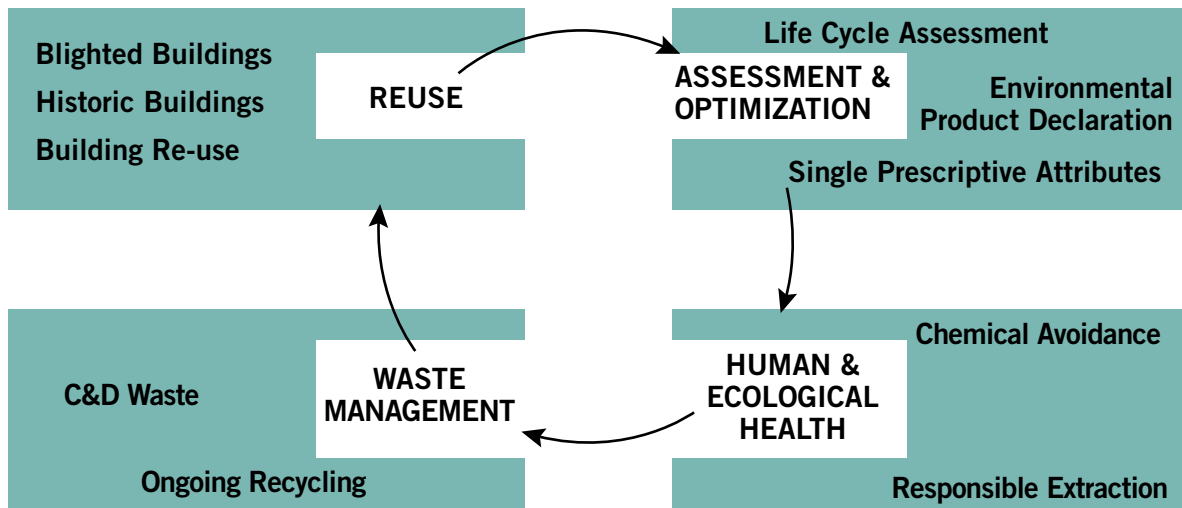 Blighted Buildings
Historic Buildings
Building Re-use
REUSE
Life Cycle Assessment
ASSESSMENT &
OPTIMIZATION
Environmental
Product Declaration
Single Prescriptive Attributes
C&D Waste
WASTE
MANAGEMENT
Ongoing Recycling
Chemical Avoidance
HUMAN &
ECOLOGICAL
HEALTH
Responsible Extraction